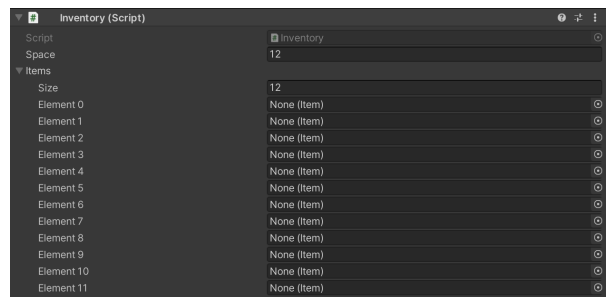 Inventory (Script)
Script Inventory
Space 12
Items
Size 12
Element 0 None (Item)
Element 1 None (Item)
Element 2 None (Item)
Element 3 None (Item)
Element 4 None (Item)
Element 5 None (Item)
Element 6 None (Item)
Element 7 None (Item)
Element 8 None (Item)
Element 9 None (Item)
Element 10 None (Item)
Element 11 None (Item)